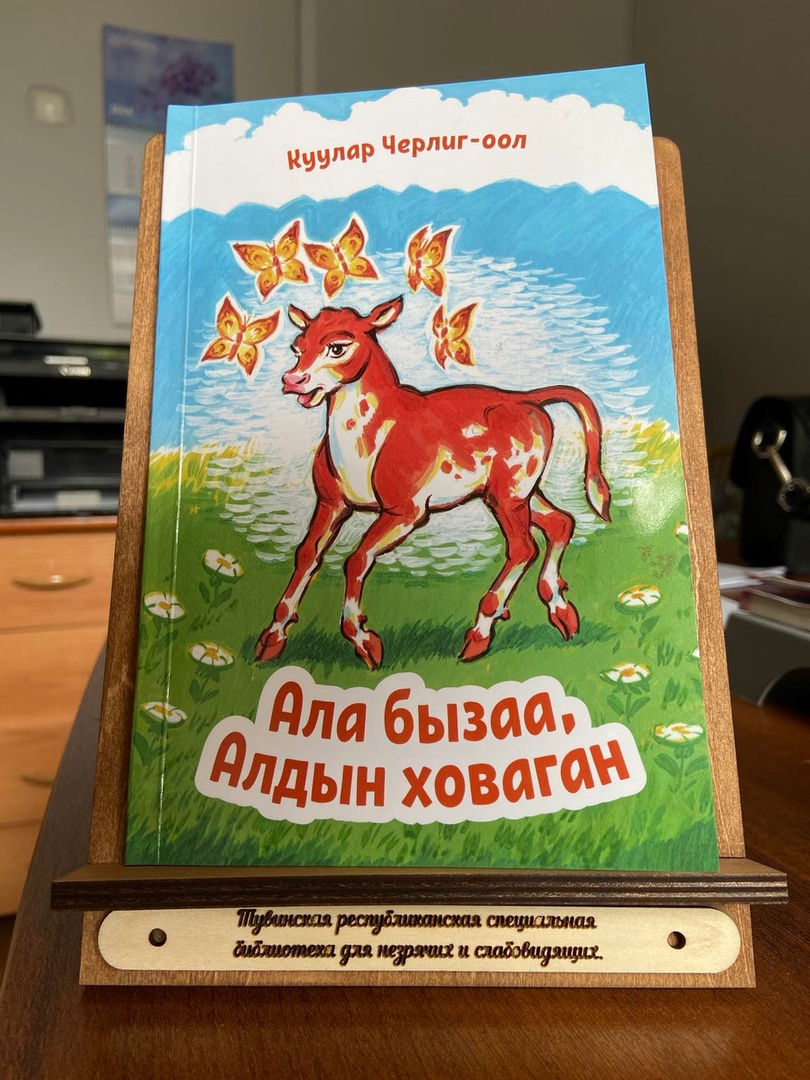 Куулар Черлиг-оол
Ала бызаа,
Алдын ховаган
Тувинская республиканская специальная
библиотека для незрячих и слабовидящих.